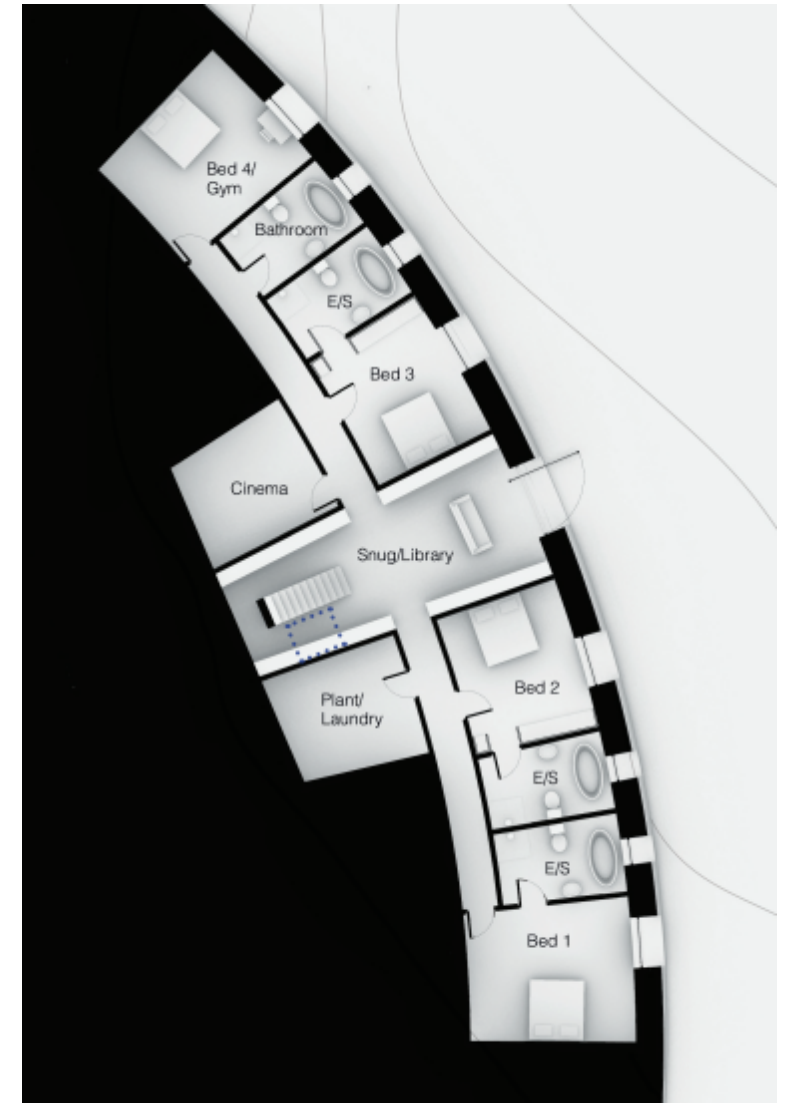 Bed 4/
Gym
Bathroom
E/S
Bed 3
Cinema
Snug/Library
Bed 2
Plant/
Laundry
E/S
E/S
Bed 1